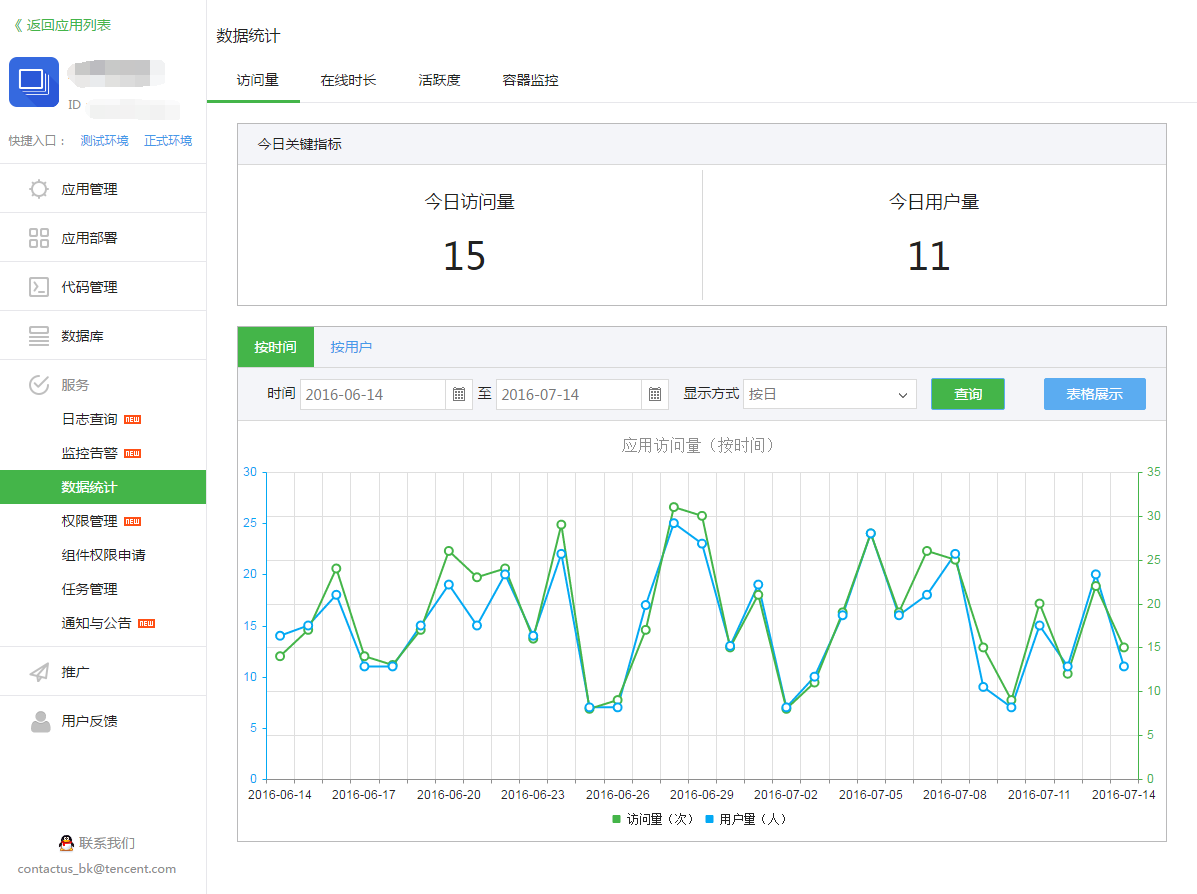 《 返回应用列表
ID
快捷入口： 测试环境 正式环境
应用管理
应用部署
代码管理
数据库
服务
日志查询 NEW
监控告警 NEW
数据统计
权限管理 NEW
组件权限申请
任务管理
通知与公告 NEW
推广
用户反馈
联系我们
contactus_bk@tencent.com
数据统计
访问量 在线时长 活跃度 容器监控
今日关键指标
今日访问量 今日用户量
15 11
按时间 按用户
时间 2016-06-14 至 2016-07-14 显示方式 按日 查询 表格展示
应用访问量（按时间）
30 35
25 30
20 25
15 20
10 15
5 10
0 5
0
2016-06-14 2016-06-17 2016-06-20 2016-06-23 2016-06-26 2016-06-29 2016-07-02 2016-07-05 2016-07-08 2016-07-11 2016-07-14
访问量（次） 用户量（人）